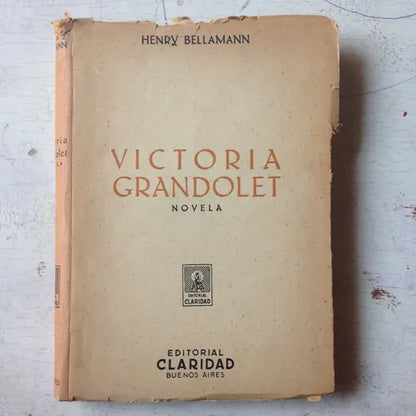 HENRY BELLAMANN
VICTORIA
GRANDOLET
NOVELA
EDITORIAL
CLARIDAD
EDITORIAL
CLARIDAD
BUENOS AIRES